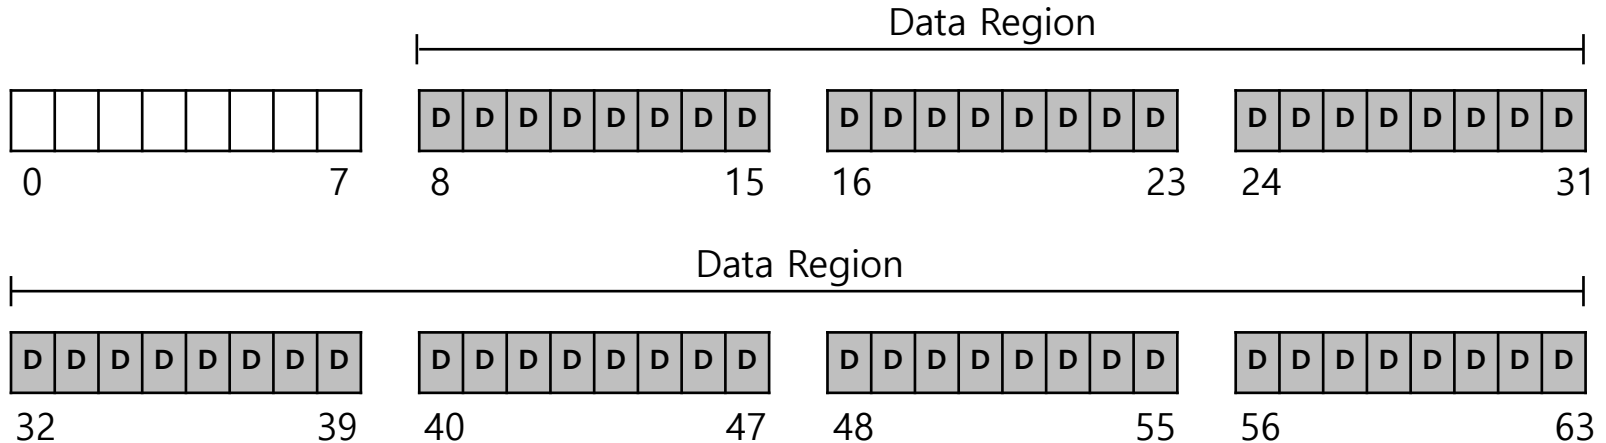 Data Region
D D D D D D D D D D D D D D D D D D D D D D D D
0 7 8 15 16 23 24 31
Data Region
D D D D D D D D D D D D D D D D D D D D D D D D D D D D D D D D
32 39 40 47 48 55 56 63